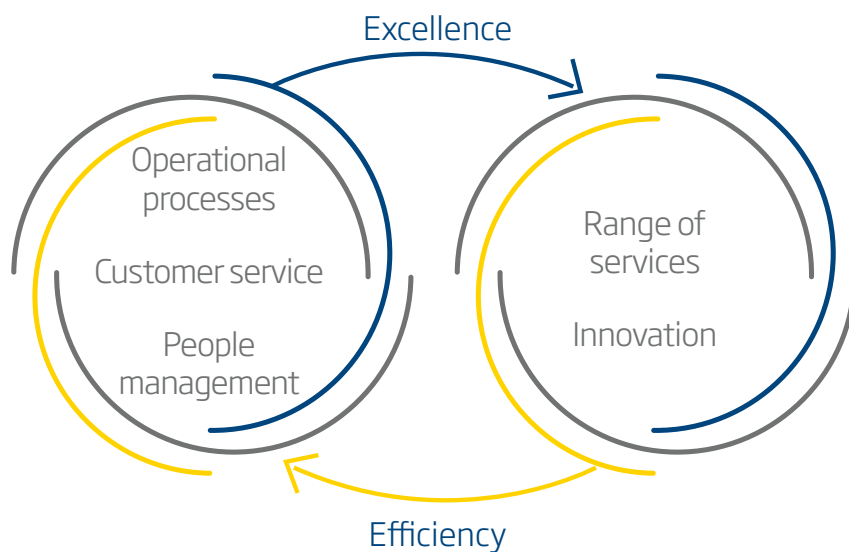 Excellence
Operational
processes
Customer service
People
management
Range of
services
Innovation
Efficiency